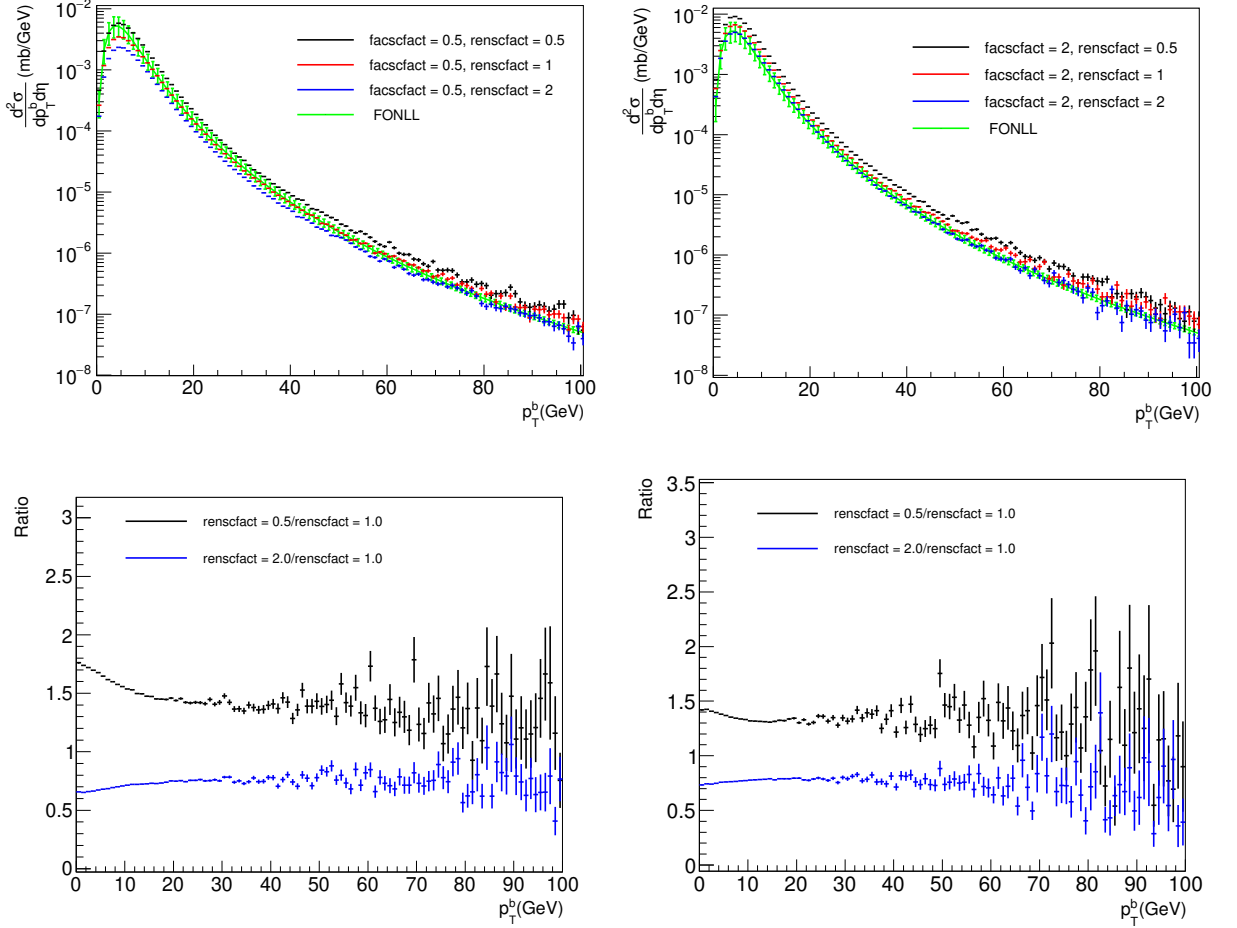 d²σ/dp_T^b dη (mb/GeV)
10⁻²
10⁻³
10⁻⁴
10⁻⁵
10⁻⁶
10⁻⁷
10⁻⁸
facscfact = 0.5, renscfact = 0.5
facscfact = 0.5, renscfact = 1
facscfact = 0.5, renscfact = 2
FONLL
0 20 40 60 80 100
p_T^b(GeV)
d²σ/dp_T^b dη (mb/GeV)
10⁻²
10⁻³
10⁻⁴
10⁻⁵
10⁻⁶
10⁻⁷
10⁻⁸
facscfact = 2, renscfact = 0.5
facscfact = 2, renscfact = 1
facscfact = 2, renscfact = 2
FONLL
0 20 40 60 80 100
p_T^b(GeV)
Ratio
3
2.5
2
1.5
1
0.5
0
renscfact = 0.5/renscfact = 1.0
renscfact = 2.0/renscfact = 1.0
0 10 20 30 40 50 60 70 80 90 100
p_T^b(GeV)
Ratio
3.5
3
2.5
2
1.5
1
0.5
0
renscfact = 0.5/renscfact = 1.0
renscfact = 2.0/renscfact = 1.0
0 10 20 30 40 50 60 70 80 90 100
p_T^b(GeV)